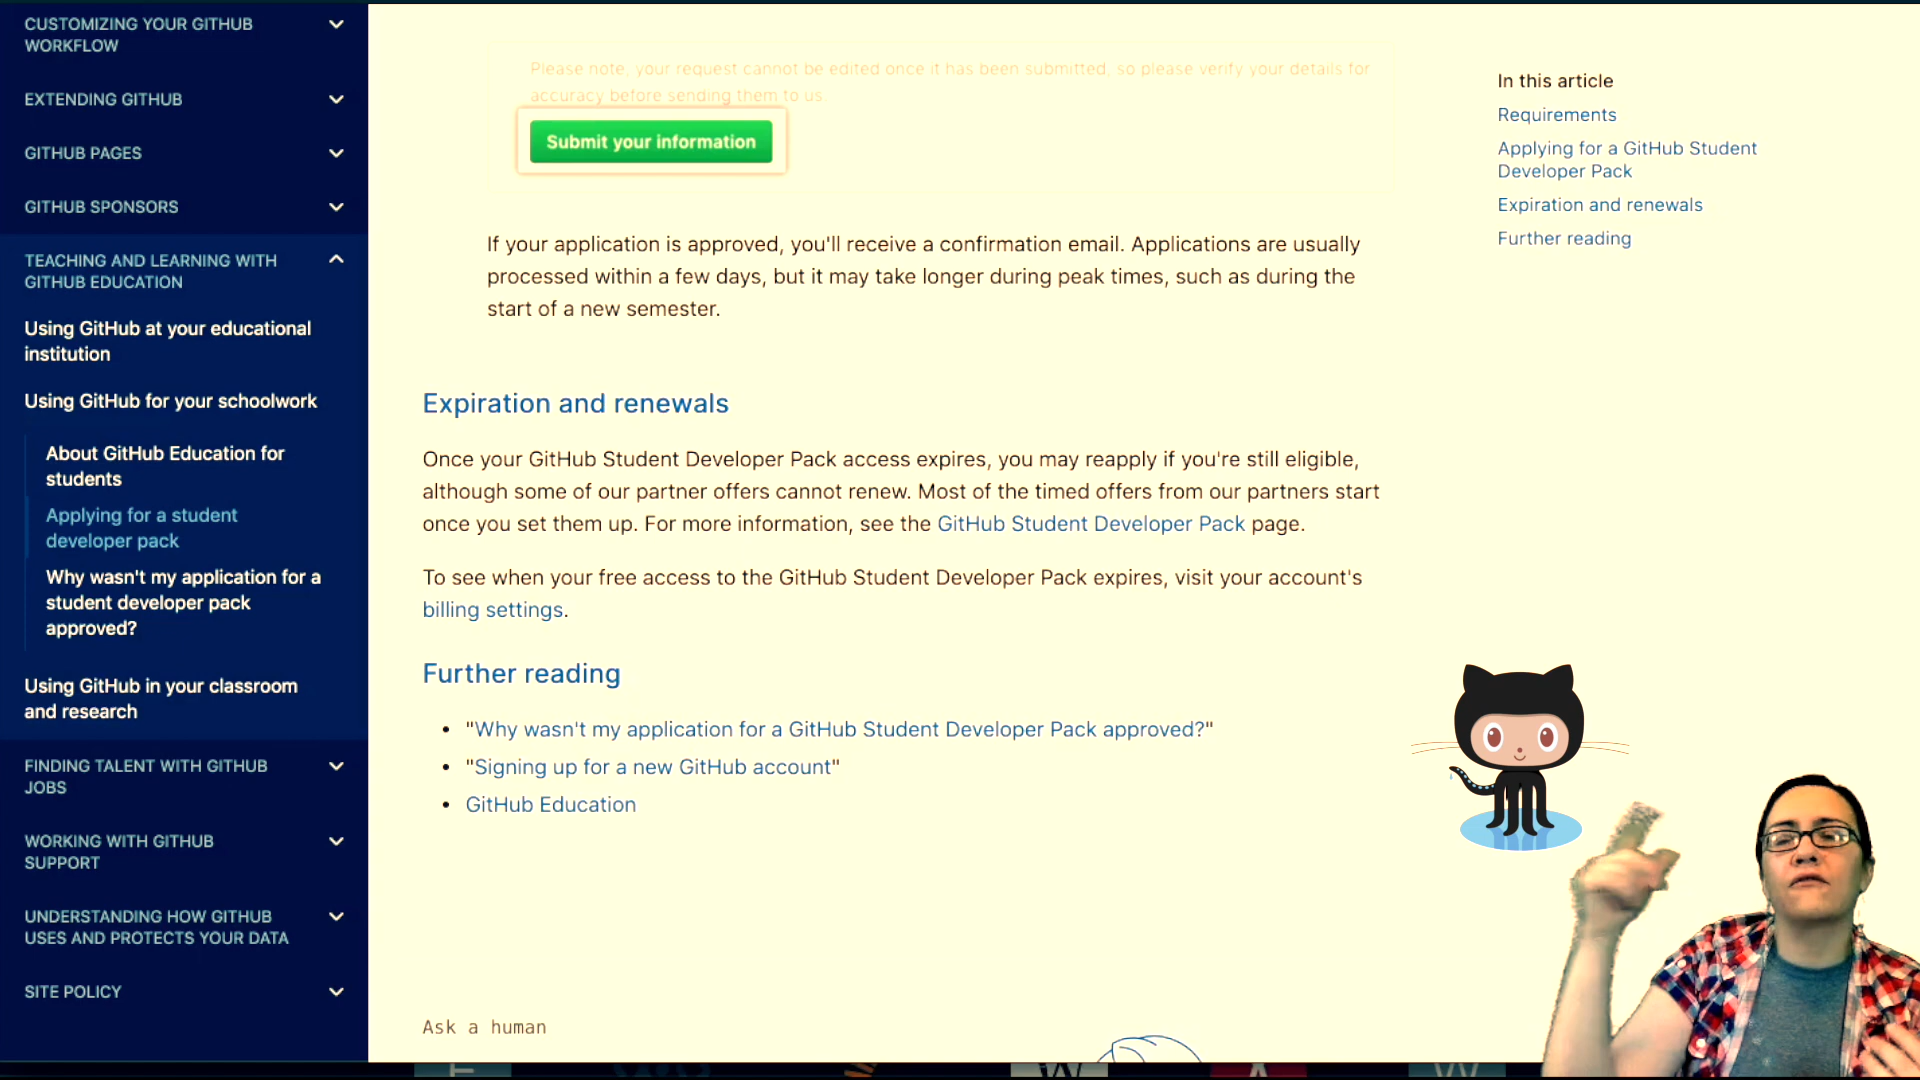 CUSTOMIZING YOUR GITHUB
WORKFLOW
EXTENDING GITHUB
GITHUB PAGES
GITHUB SPONSORS
TEACHING AND LEARNING WITH
GITHUB EDUCATION
Using GitHub at your educational
institution
Using GitHub for your schoolwork
About GitHub Education for
students
Applying for a student
developer pack
Why wasn't my application for a
student developer pack
approved?
Using GitHub in your classroom
and research
FINDING TALENT WITH GITHUB
JOBS
WORKING WITH GITHUB
SUPPORT
UNDERSTANDING HOW GITHUB
USES AND PROTECTS YOUR DATA
SITE POLICY
Please note, your request cannot be edited once it has been submitted, so please verify your details for
accuracy before sending them to us
Submit your information
If your application is approved, you'll receive a confirmation email. Applications are usually
processed within a few days, but it may take longer during peak times, such as during the
start of a new semester.
Expiration and renewals
Once your GitHub Student Developer Pack access expires, you may reapply if you're still eligible,
although some of our partner offers cannot renew. Most of the timed offers from our partners start
once you set them up. For more information, see the GitHub Student Developer Pack page.
To see when your free access to the GitHub Student Developer Pack expires, visit your account's
billing settings.
Further reading
• "Why wasn't my application for a GitHub Student Developer Pack approved?"
• "Signing up for a new GitHub account"
• GitHub Education
Ask a human
In this article
Requirements
Applying for a GitHub Student
Developer Pack
Expiration and renewals
Further reading